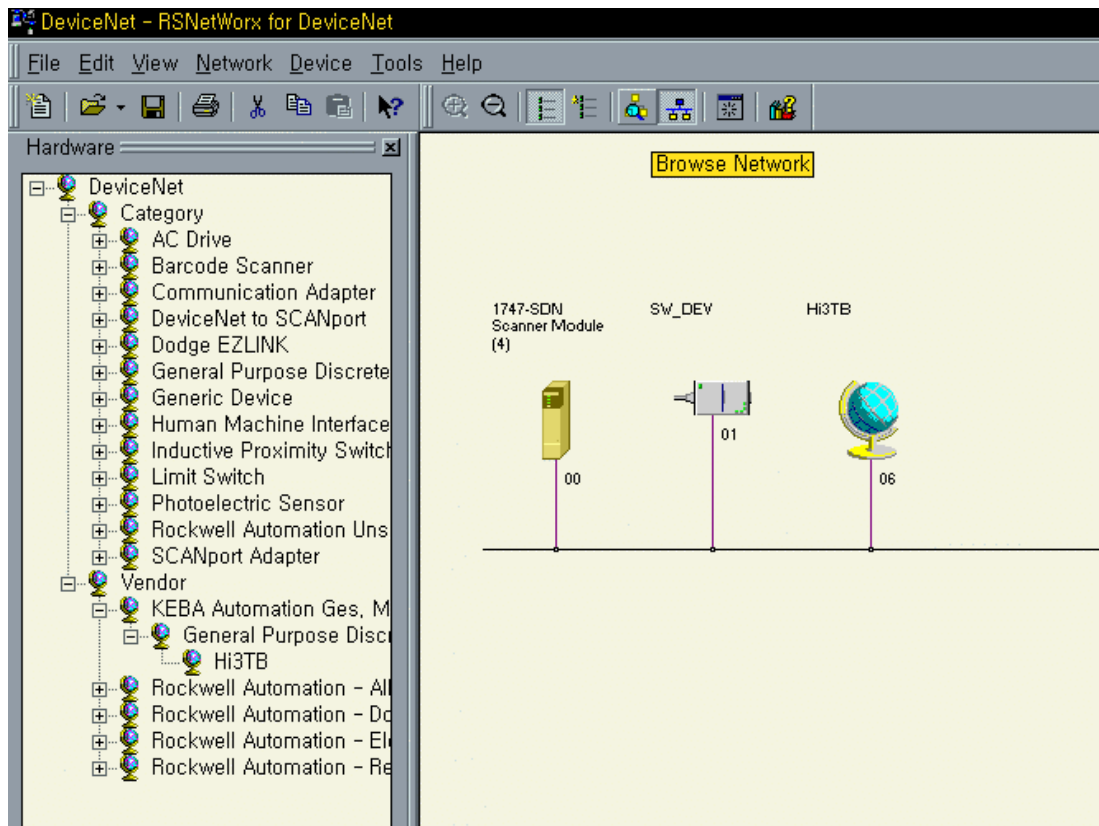 DeviceNet - RSNetWorx for DeviceNet
File Edit View Network Device Tools Help
Hardware
Browse Network
DeviceNet
Category
AC Drive
Barcode Scanner
Communication Adapter
DeviceNet to SCANport
Dodge EZLINK
General Purpose Discrete
Generic Device
Human Machine Interface
Inductive Proximity Switch
Limit Switch
Photoelectric Sensor
Rockwell Automation Uns
SCANport Adapter
Vendor
KEBA Automation Ges, M
General Purpose Disc
Hi3TB
Rockwell Automation - All
Rockwell Automation - Do
Rockwell Automation - Ele
Rockwell Automation - Re
1747-SDN
Scanner Module
(4)
00
SW_DEV
01
Hi3TB
06